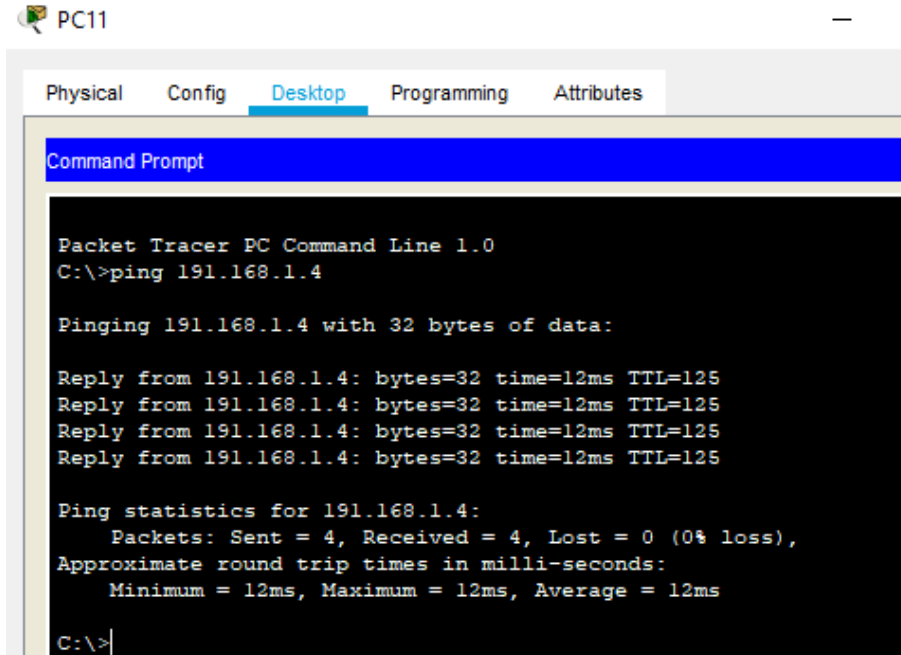 PC11
Physical Config Desktop Programming Attributes
Command Prompt
Packet Tracer PC Command Line 1.0
C:\>ping 191.168.1.4
Pinging 191.168.1.4 with 32 bytes of data:
Reply from 191.168.1.4: bytes=32 time=12ms TTL=125
Reply from 191.168.1.4: bytes=32 time=12ms TTL=125
Reply from 191.168.1.4: bytes=32 time=12ms TTL=125
Reply from 191.168.1.4: bytes=32 time=12ms TTL=125
Ping statistics for 191.168.1.4:
    Packets: Sent = 4, Received = 4, Lost = 0 (0% loss),
Approximate round trip times in milli-seconds:
    Minimum = 12ms, Maximum = 12ms, Average = 12ms
C:\>